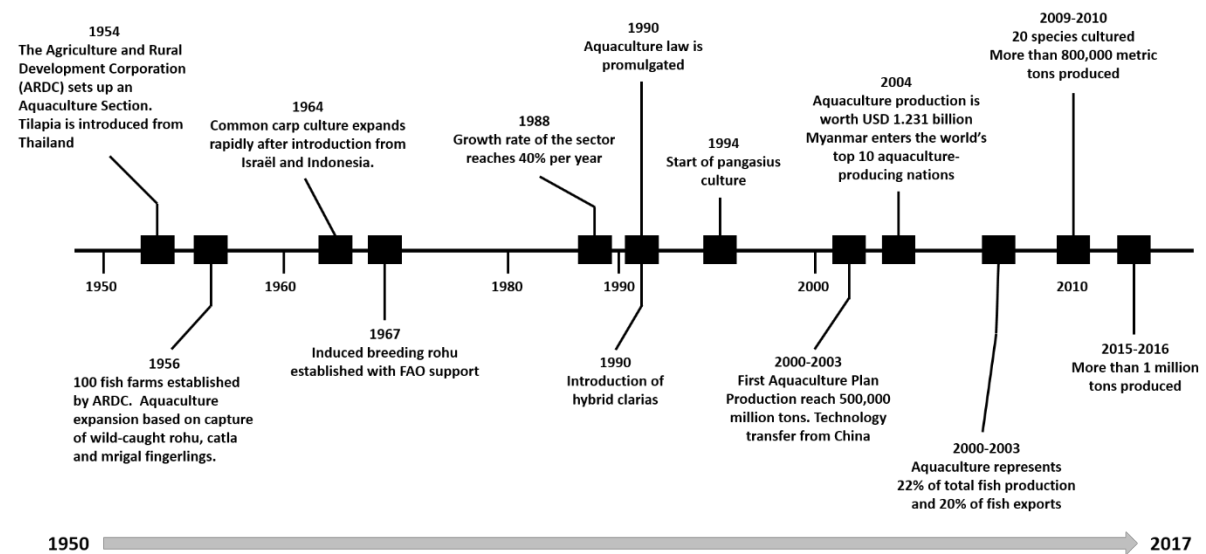 1954
The Agriculture and Rural
Development Corporation
(ARDC) sets up an
Aquaculture Section.
Tilapia is introduced from
Thailand
1964
Common carp culture expands
rapidly after introduction from
Israël and Indonesia.
1988
Growth rate of the sector
reaches 40% per year
1990
Aquaculture law is
promulgated
1994
Start of pangasius
culture
2004
Aquaculture production is
worth USD 1.231 billion
Myanmar enters the world's
top 10 aquaculture-
producing nations
2009-2010
20 species cultured
More than 800,000 metric
tons produced
1950
1960
1980
1990
2000
2010
1956
100 fish farms established
by ARDC.  Aquaculture
expansion based on capture
of wild-caught rohu, catla
and mrigal fingerlings.
1967
Induced breeding rohu
established with FAO support
1990
Introduction of
hybrid clarias
2000-2003
First Aquaculture Plan
Production reach 500,000
million tons. Technology
transfer from China
2000-2003
Aquaculture represents
22% of total fish production
and 20% of fish exports
2015-2016
More than 1 million
tons produced
1950
2017